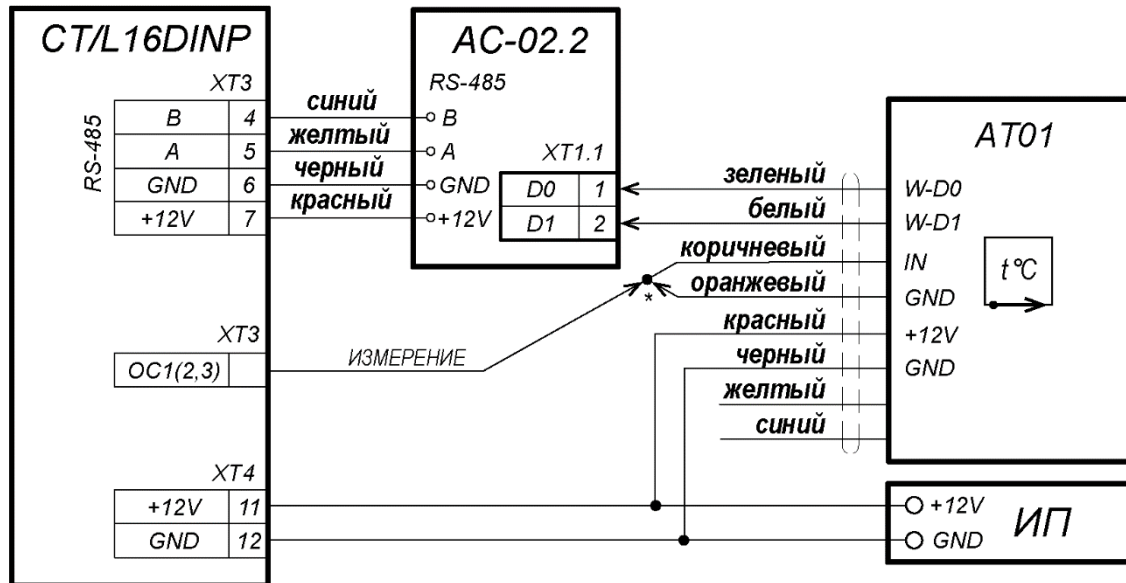 CT/L16DINP
XT3
RS-485
B 4
A 5
GND 6
+12V 7
синий
желтый
черный
красный
AC-02.2
RS-485
B
A
GND
+12V
XT1.1
D0 1
D1 2
AT01
зеленый W-D0
белый W-D1
коричневый IN
оранжевый GND
красный +12V
черный GND
желтый
синий
t°C
*
XT3
OC1(2,3)
ИЗМЕРЕНИЕ
XT4
+12V 11
GND 12
+12V
GND
ИП